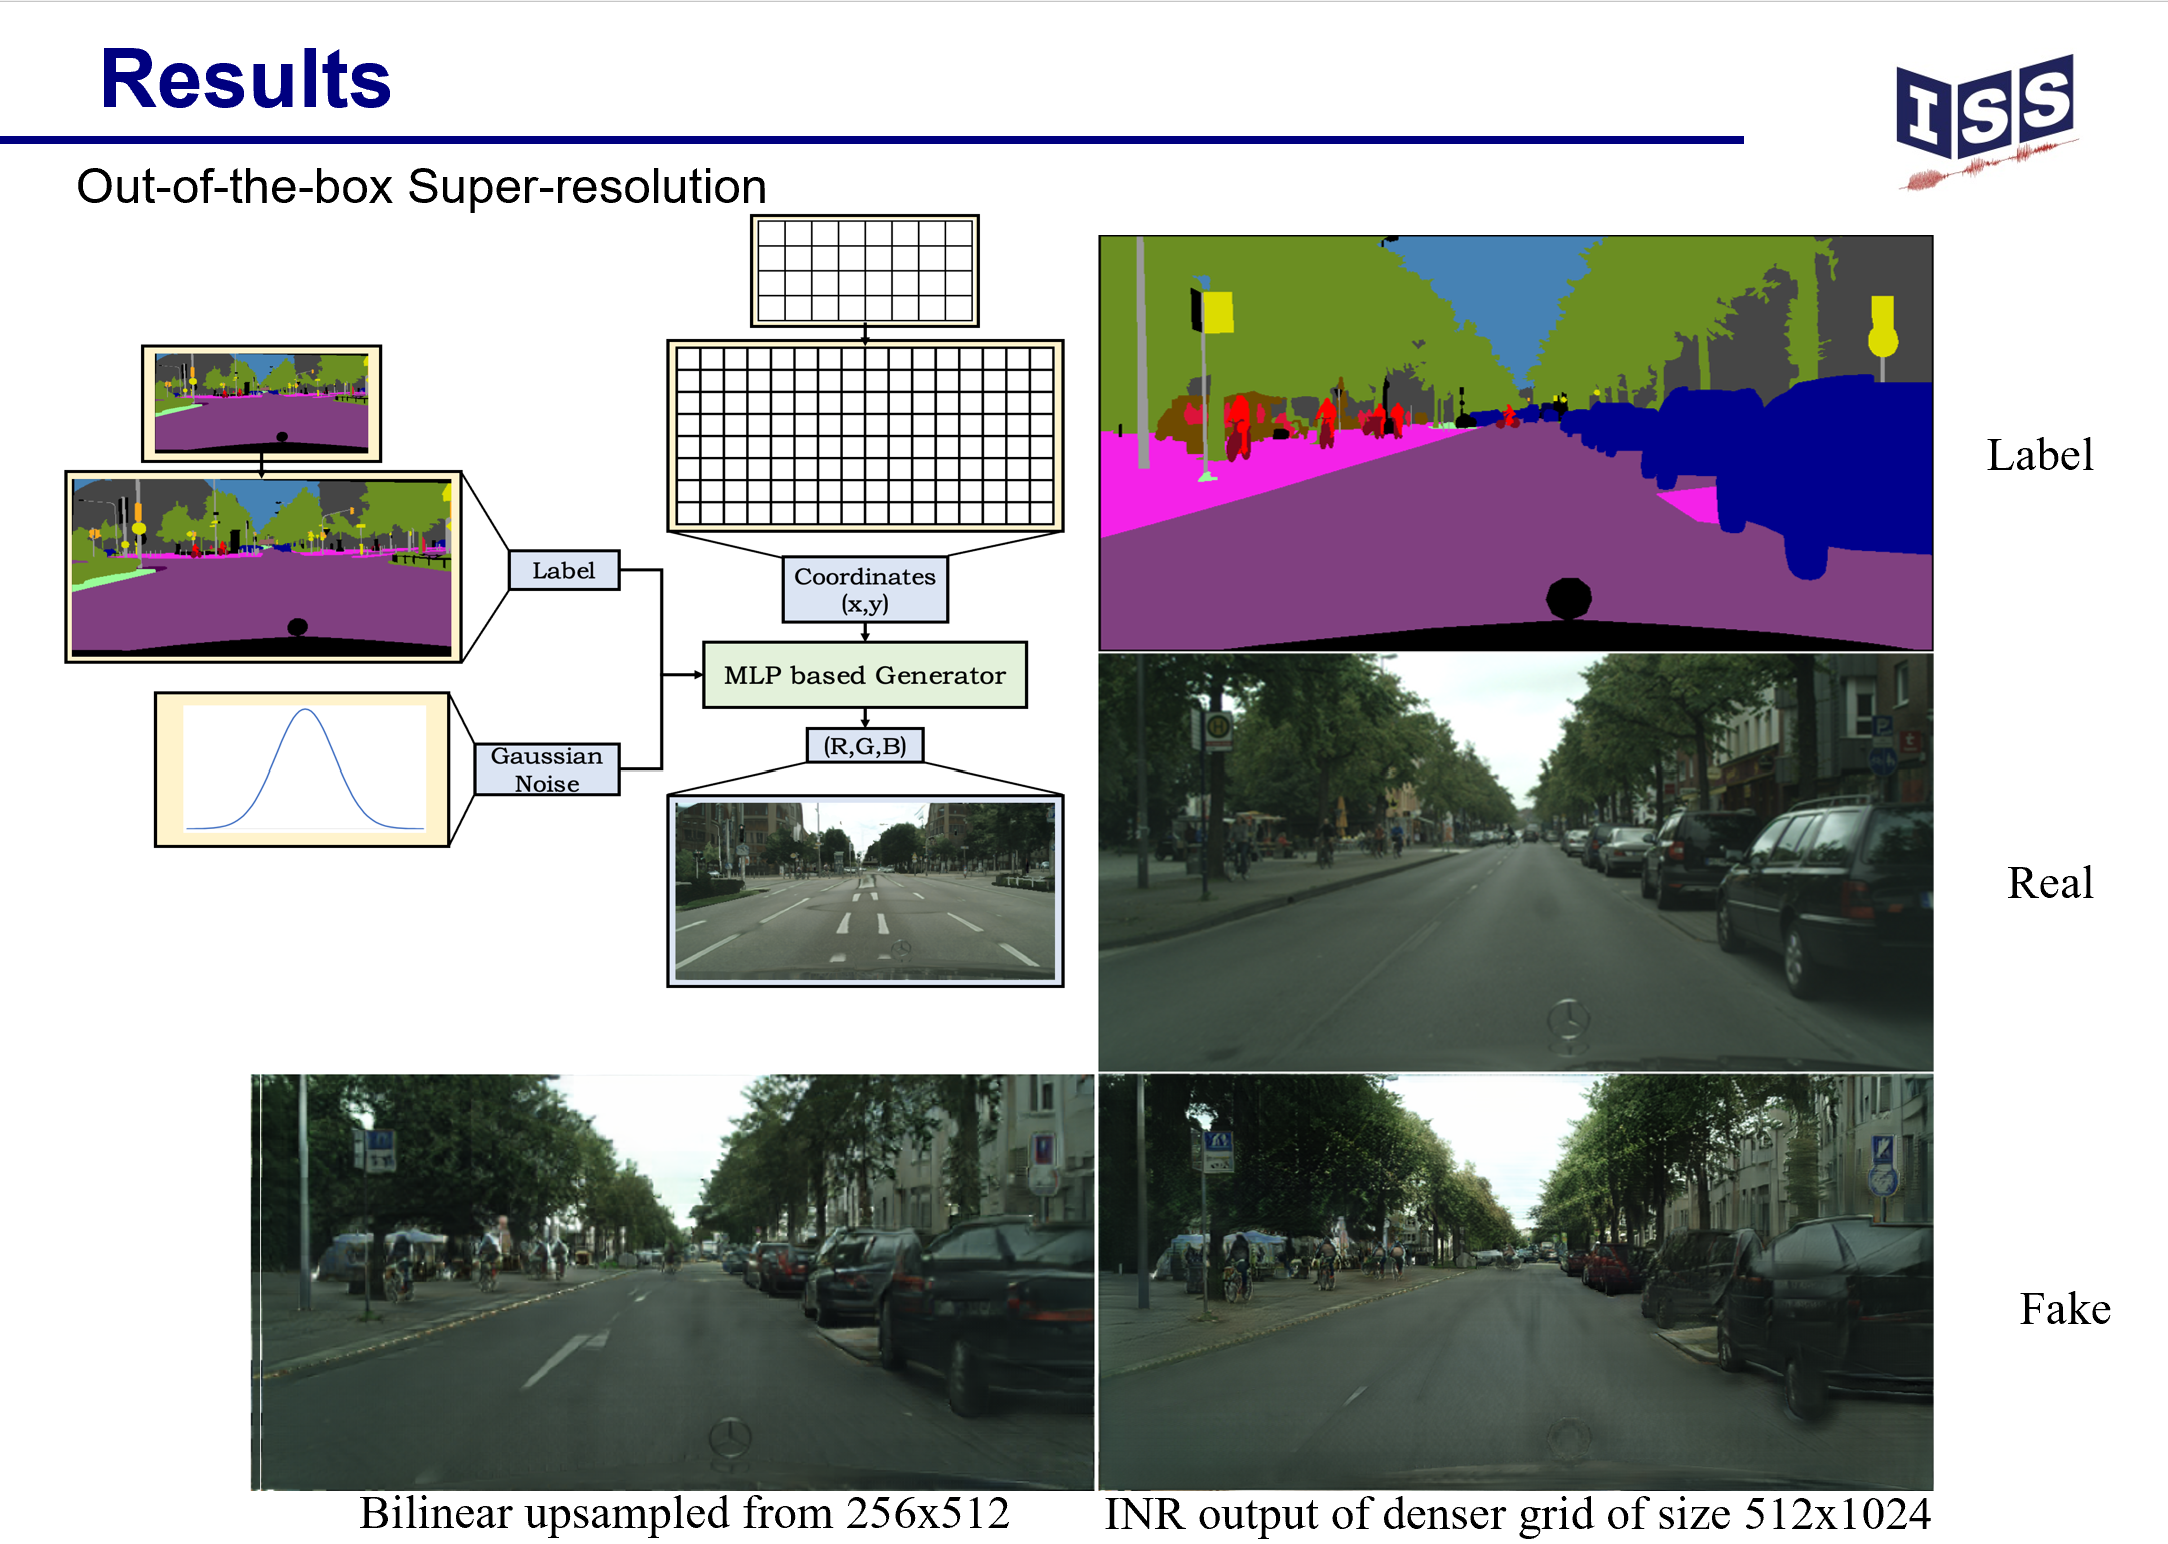 Results
ISS
Out-of-the-box Super-resolution
Label
Coordinates
(x,y)
MLP based Generator
Gaussian
Noise
(R,G,B)
Label
Real
Fake
Bilinear upsampled from 256x512
INR output of denser grid of size 512x1024
H
P
t